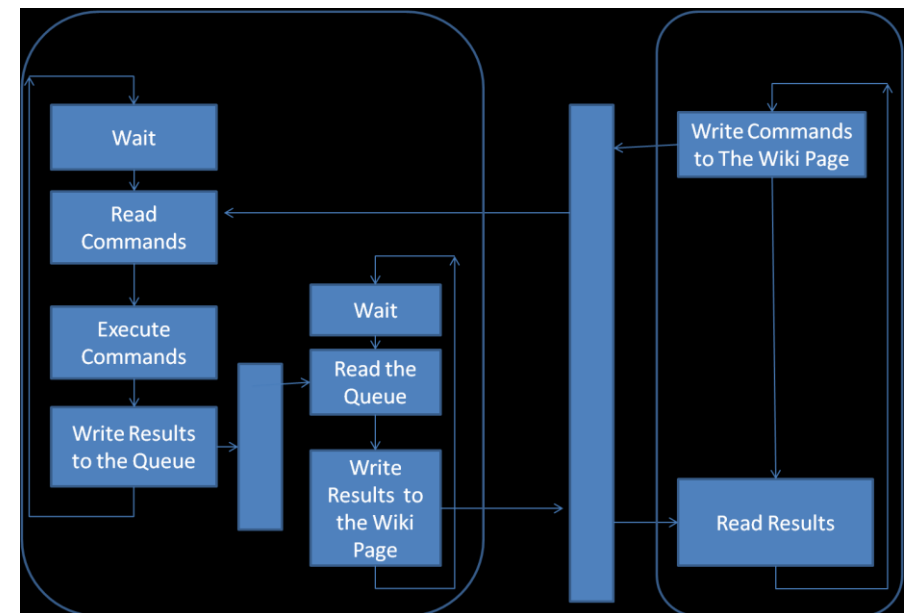 Wait
Read
Commands
Execute
Commands
Write Results
to the Queue
Wait
Read the
Queue
Write
Results to
the Wiki
Page
Write Commands
to The Wiki Page
Read Results